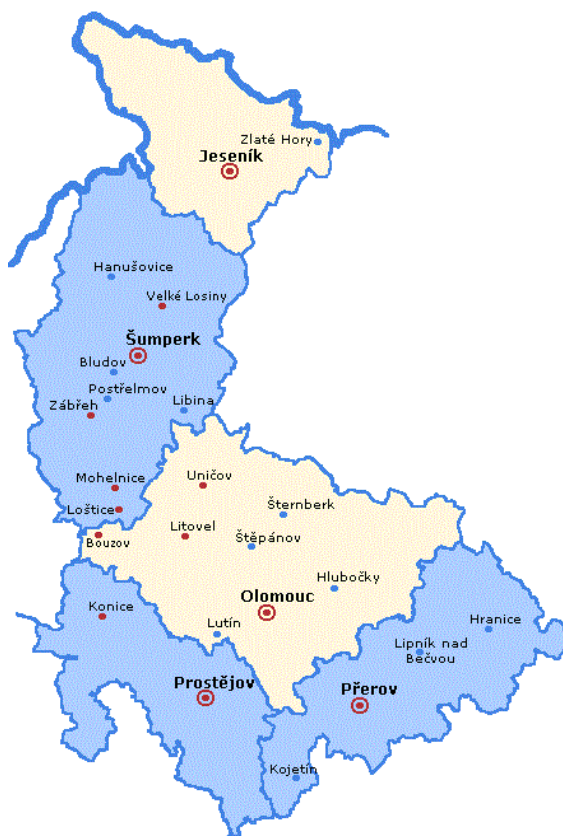 Zlaté Hory
Jeseník
Hanušovice
Velké Losiny
Šumperk
Bludov
Postřelmov
Zábřeh
Libina
Mohelnice
Uničov
Loštice
Šternberk
Litovel
Bouzov
Štěpánov
Hlubočky
Olomouc
Konice
Lutín
Hranice
Lipník nad
Bečvou
Prostějov
Přerov
Kojetín